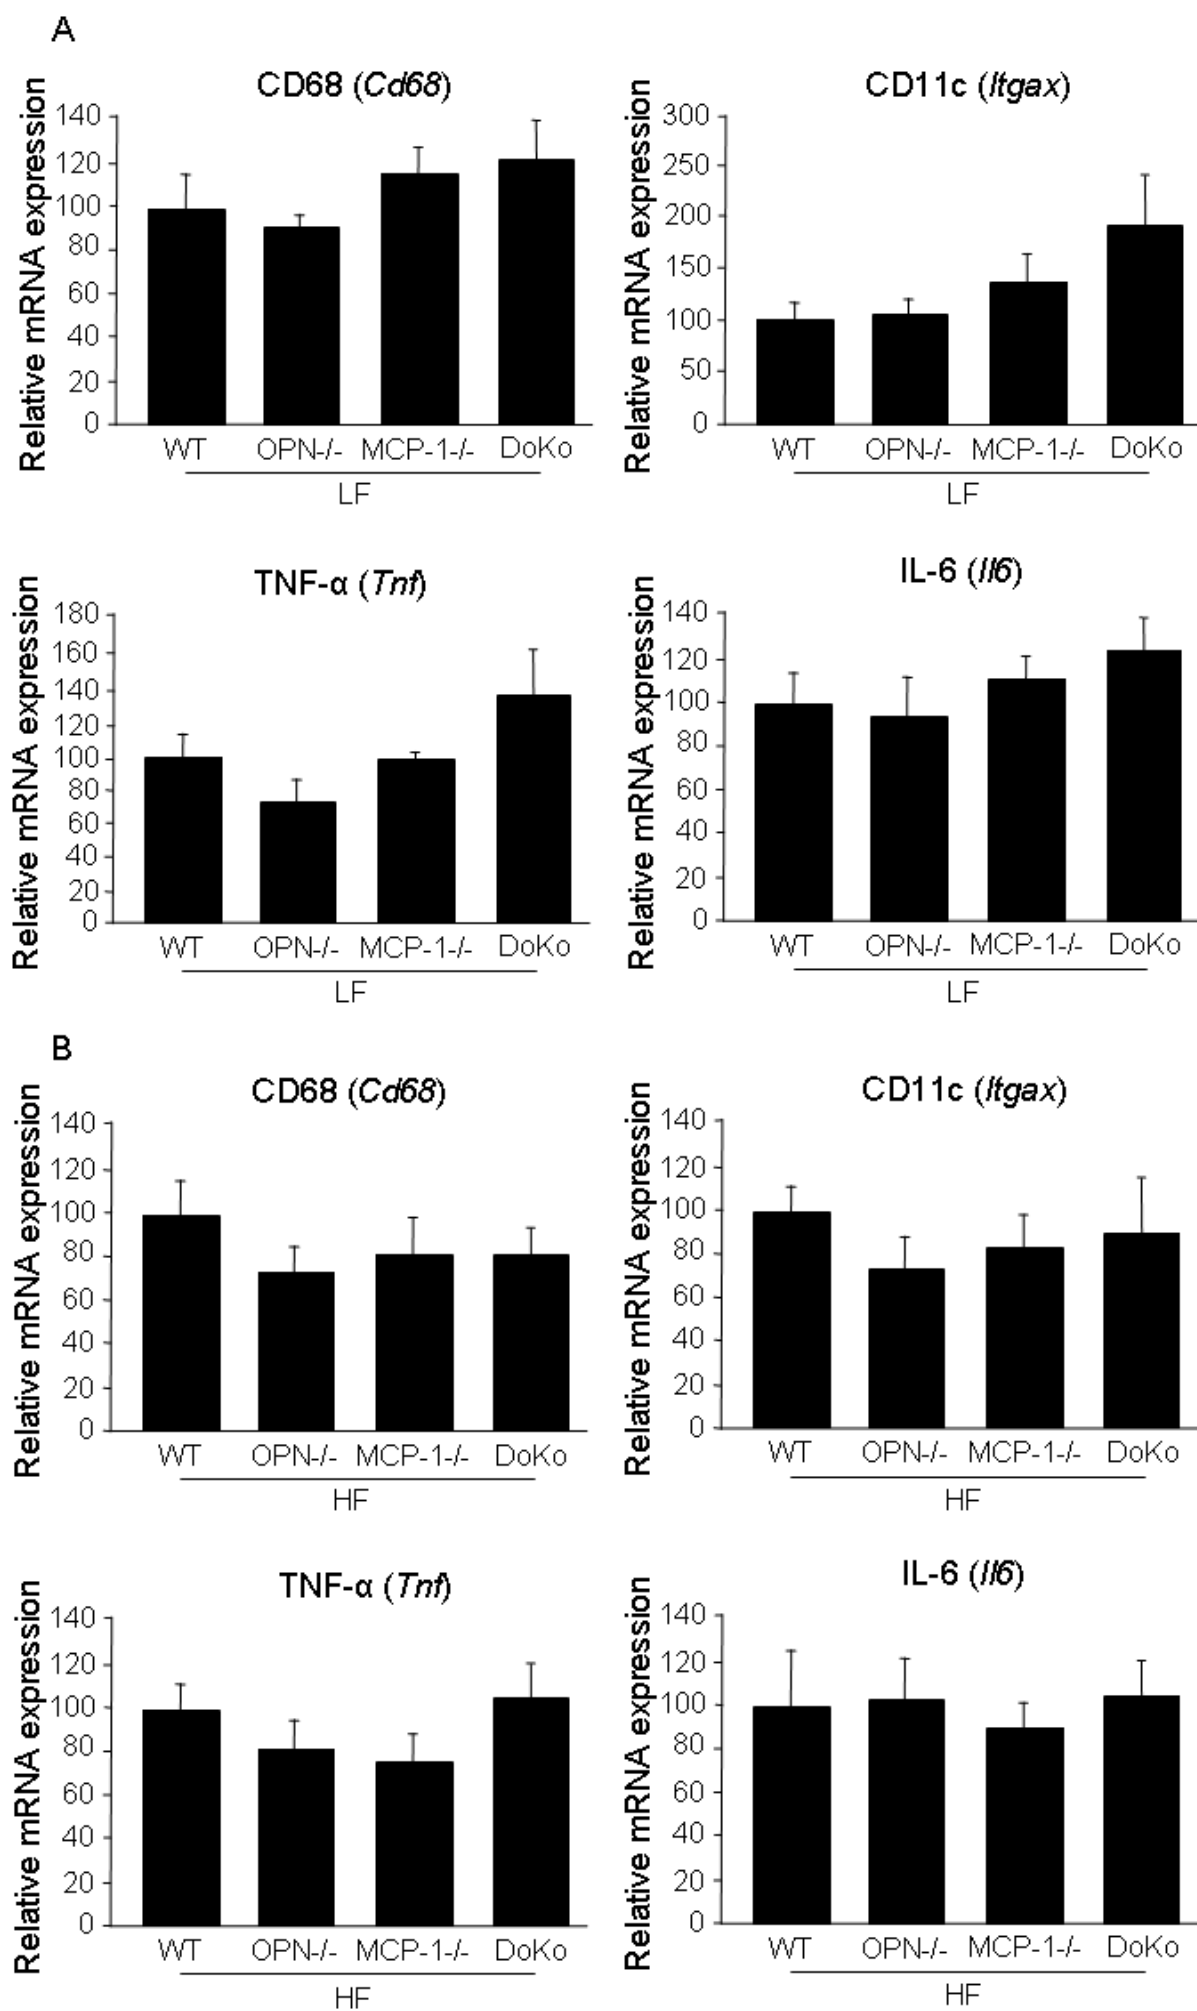 A
CD68 (Cd68)
Relative mRNA expression
140
120
100
80
60
40
20
0
WT OPN-/- MCP-1-/- DoKo
LF
CD11c (Itgax)
Relative mRNA expression
300
250
200
150
100
50
0
WT OPN-/- MCP-1-/- DoKo
LF
TNF-α (Tnf)
Relative mRNA expression
180
160
140
120
100
80
60
40
20
0
WT OPN-/- MCP-1-/- DoKo
LF
IL-6 (Il6)
Relative mRNA expression
140
120
100
80
60
40
20
0
WT OPN-/- MCP-1-/- DoKo
LF
B
CD68 (Cd68)
Relative mRNA expression
140
120
100
80
60
40
20
0
WT OPN-/- MCP-1-/- DoKo
HF
CD11c (Itgax)
Relative mRNA expression
140
120
100
80
60
40
20
0
WT OPN-/- MCP-1-/- DoKo
HF
TNF-α (Tnf)
Relative mRNA expression
140
120
100
80
60
40
20
0
WT OPN-/- MCP-1-/- DoKo
HF
IL-6 (Il6)
Relative mRNA expression
140
120
100
80
60
40
20
0
WT OPN-/- MCP-1-/- DoKo
HF